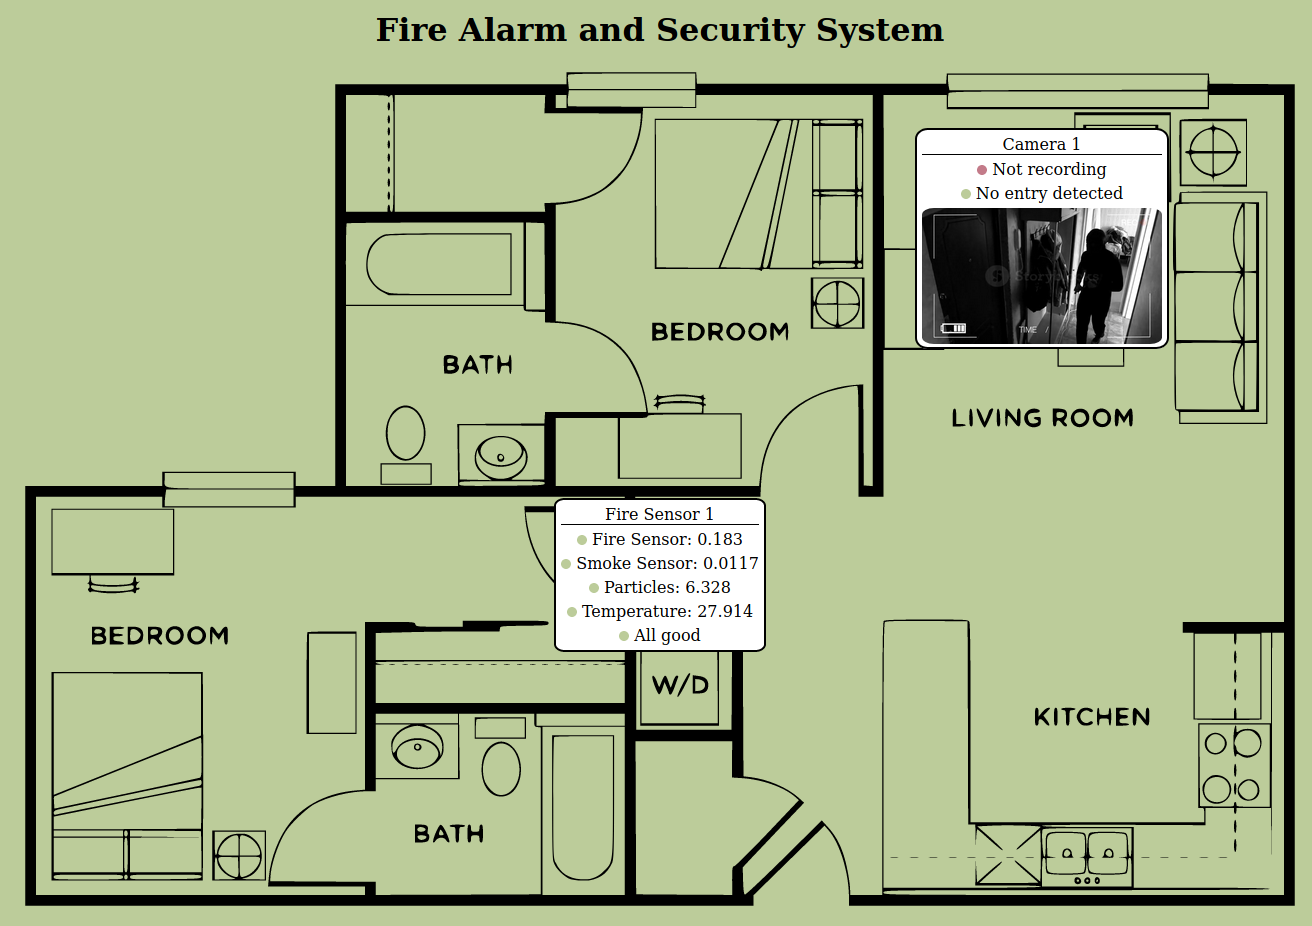 Fire Alarm and Security System
Camera 1
Not recording
No entry detected
TIME /
BEDROOM
BATH
LIVING ROOM
Fire Sensor 1
Fire Sensor: 0.183
Smoke Sensor: 0.0117
Particles: 6.328
Temperature: 27.914
All good
BEDROOM
W/D
KITCHEN
BATH